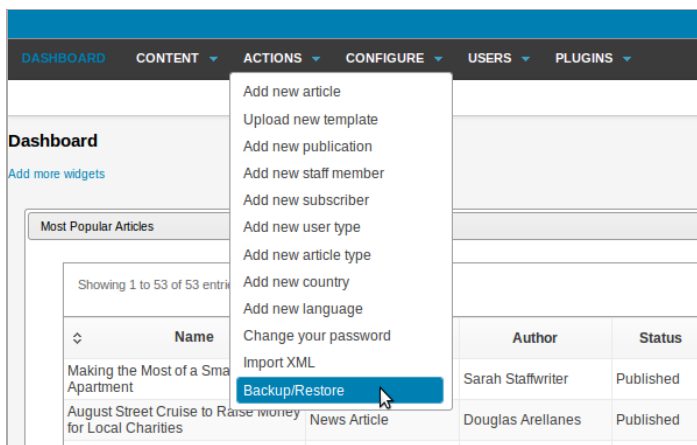 DASHBOARD CONTENT ACTIONS CONFIGURE USERS PLUGINS
Add new article
Upload new template
Add new publication
Add new staff member
Add new subscriber
Add new user type
Add new article type
Add new country
Add new language
Change your password
Import XML
Backup/Restore
Dashboard
Add more widgets
Most Popular Articles
Showing 1 to 53 of 53
Name Author Status
Making the Most of a
Apartment
Sarah Staffwriter Published
August Street Cruise to Raise Money
for Local Charities
News Article Douglas Arellanes Published